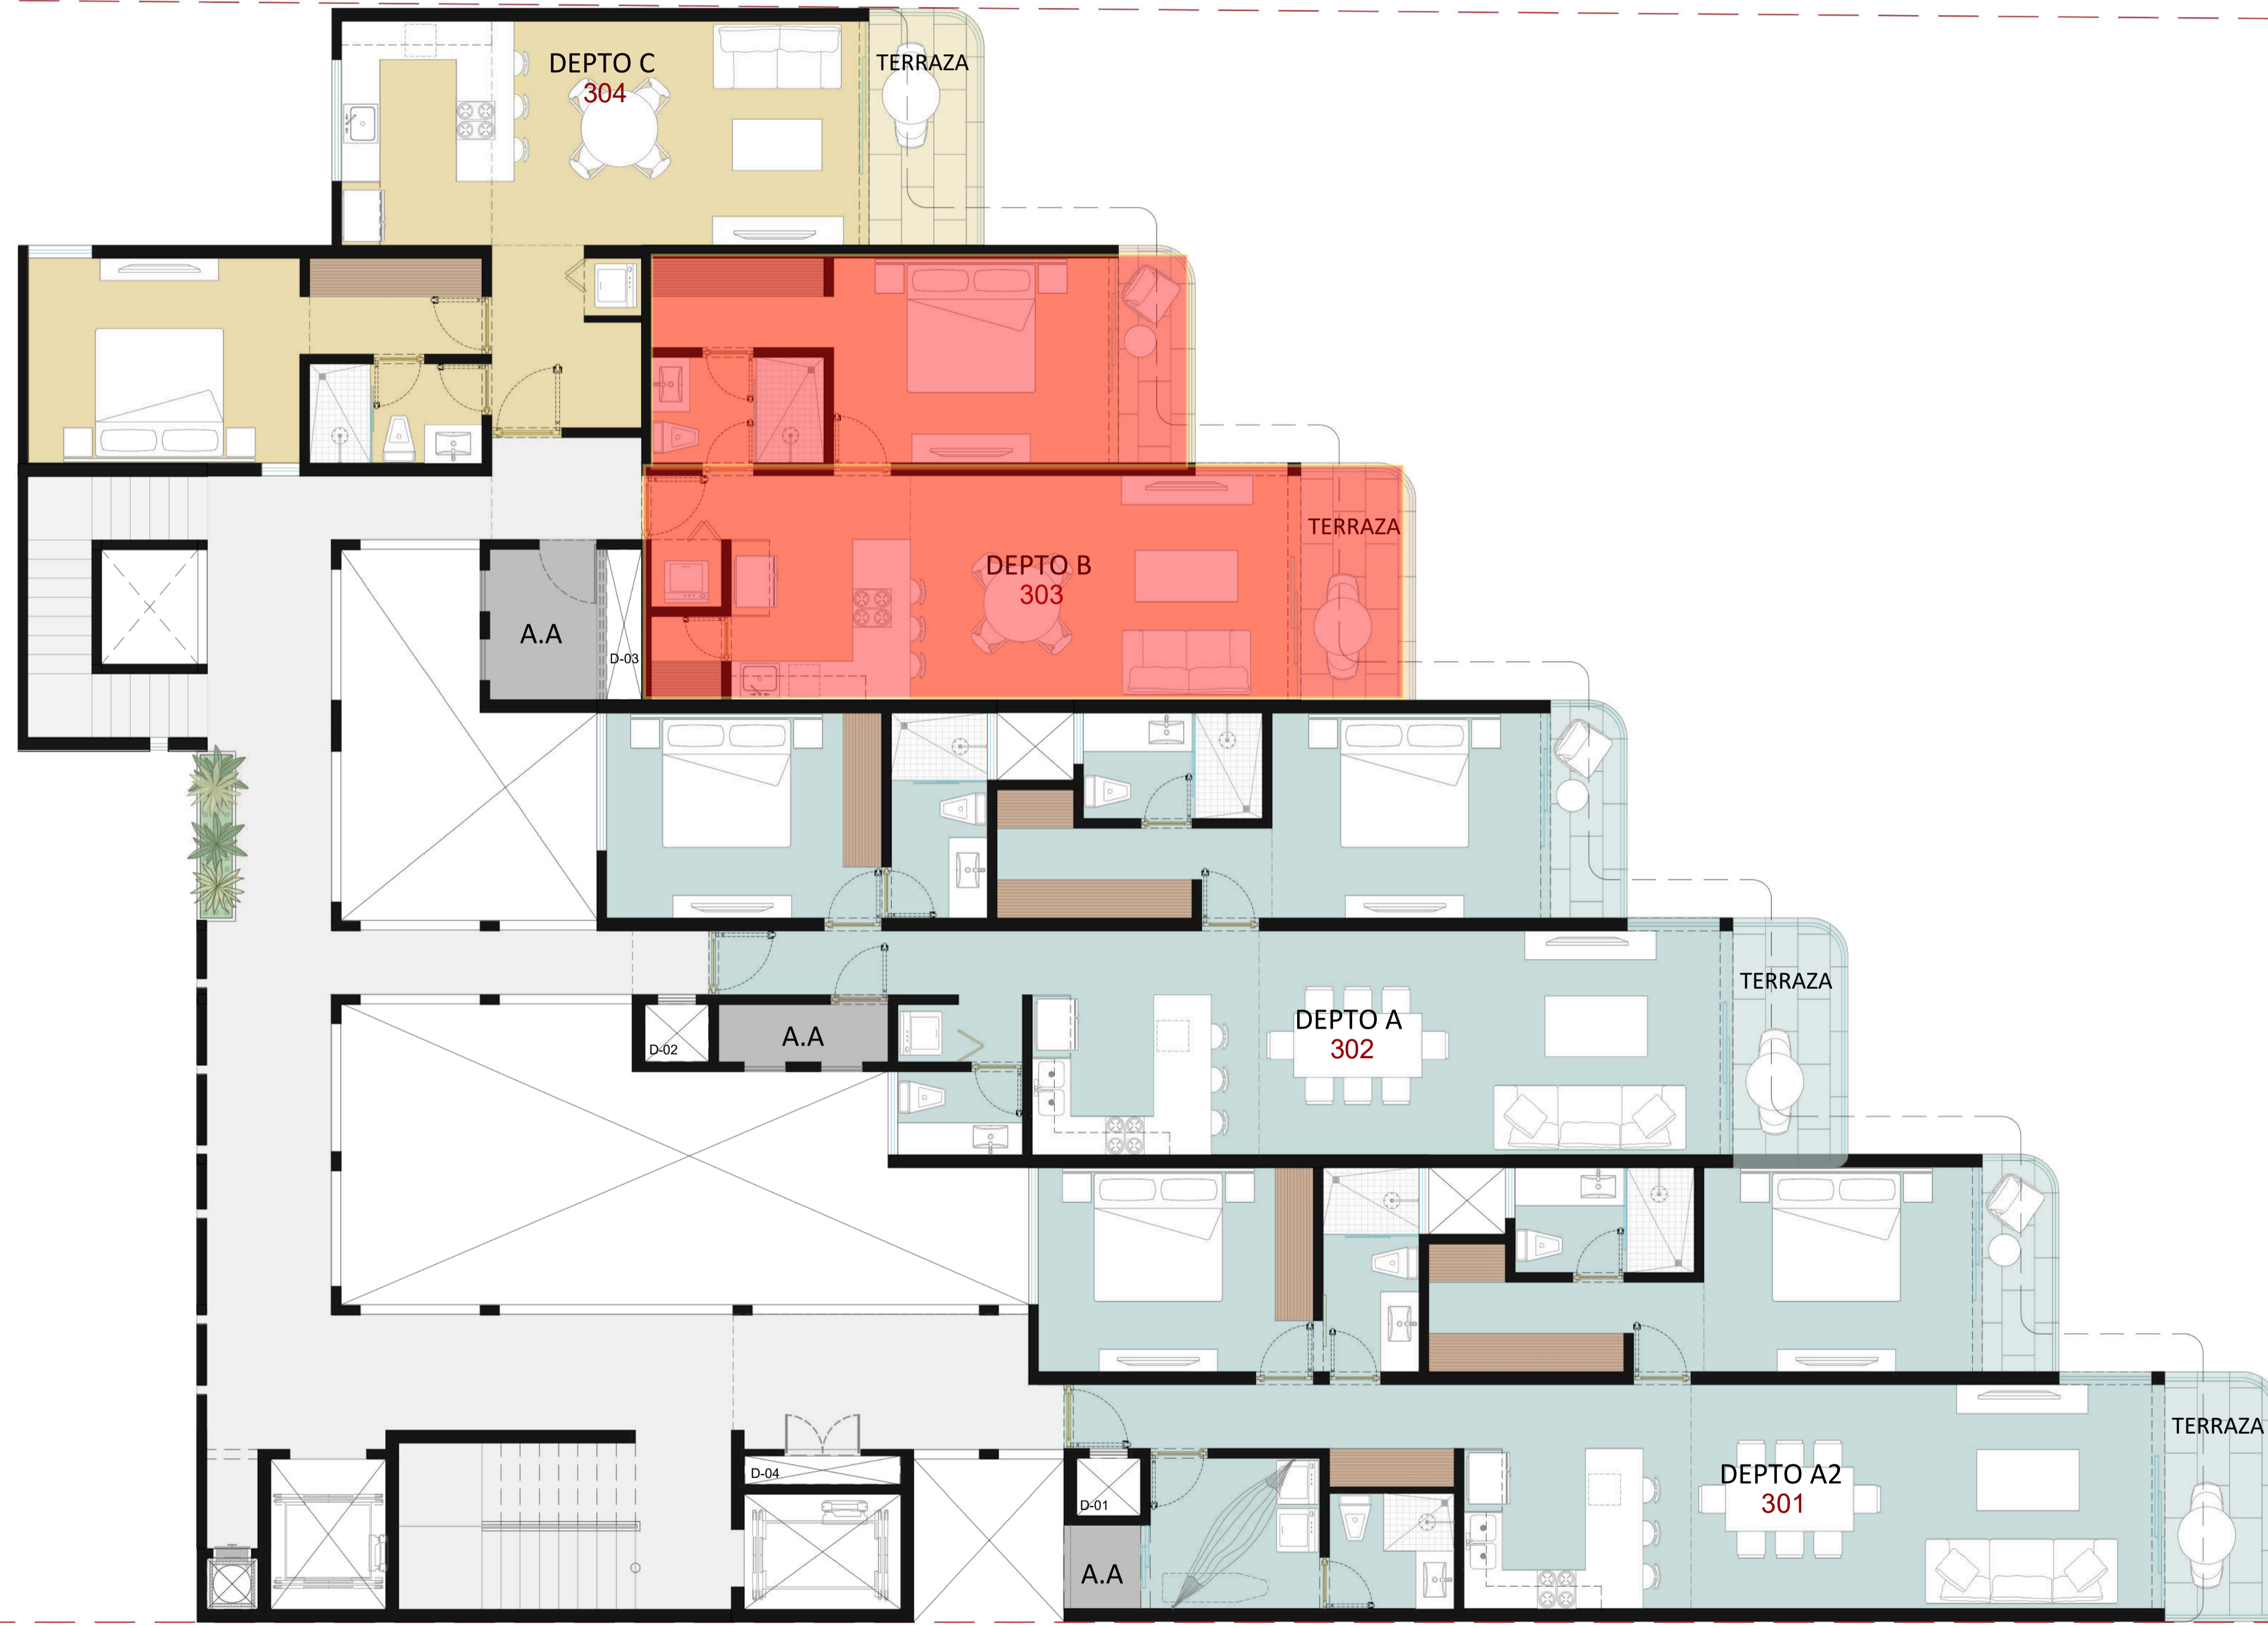 DEPTO C
304
TERRAZA
TERRAZA
DEPTO B
303
A.A
D-03
TERRAZA
DEPTO A
302
A.A
D-02
TERRAZA
DEPTO A2
301
D-04
D-01
A.A